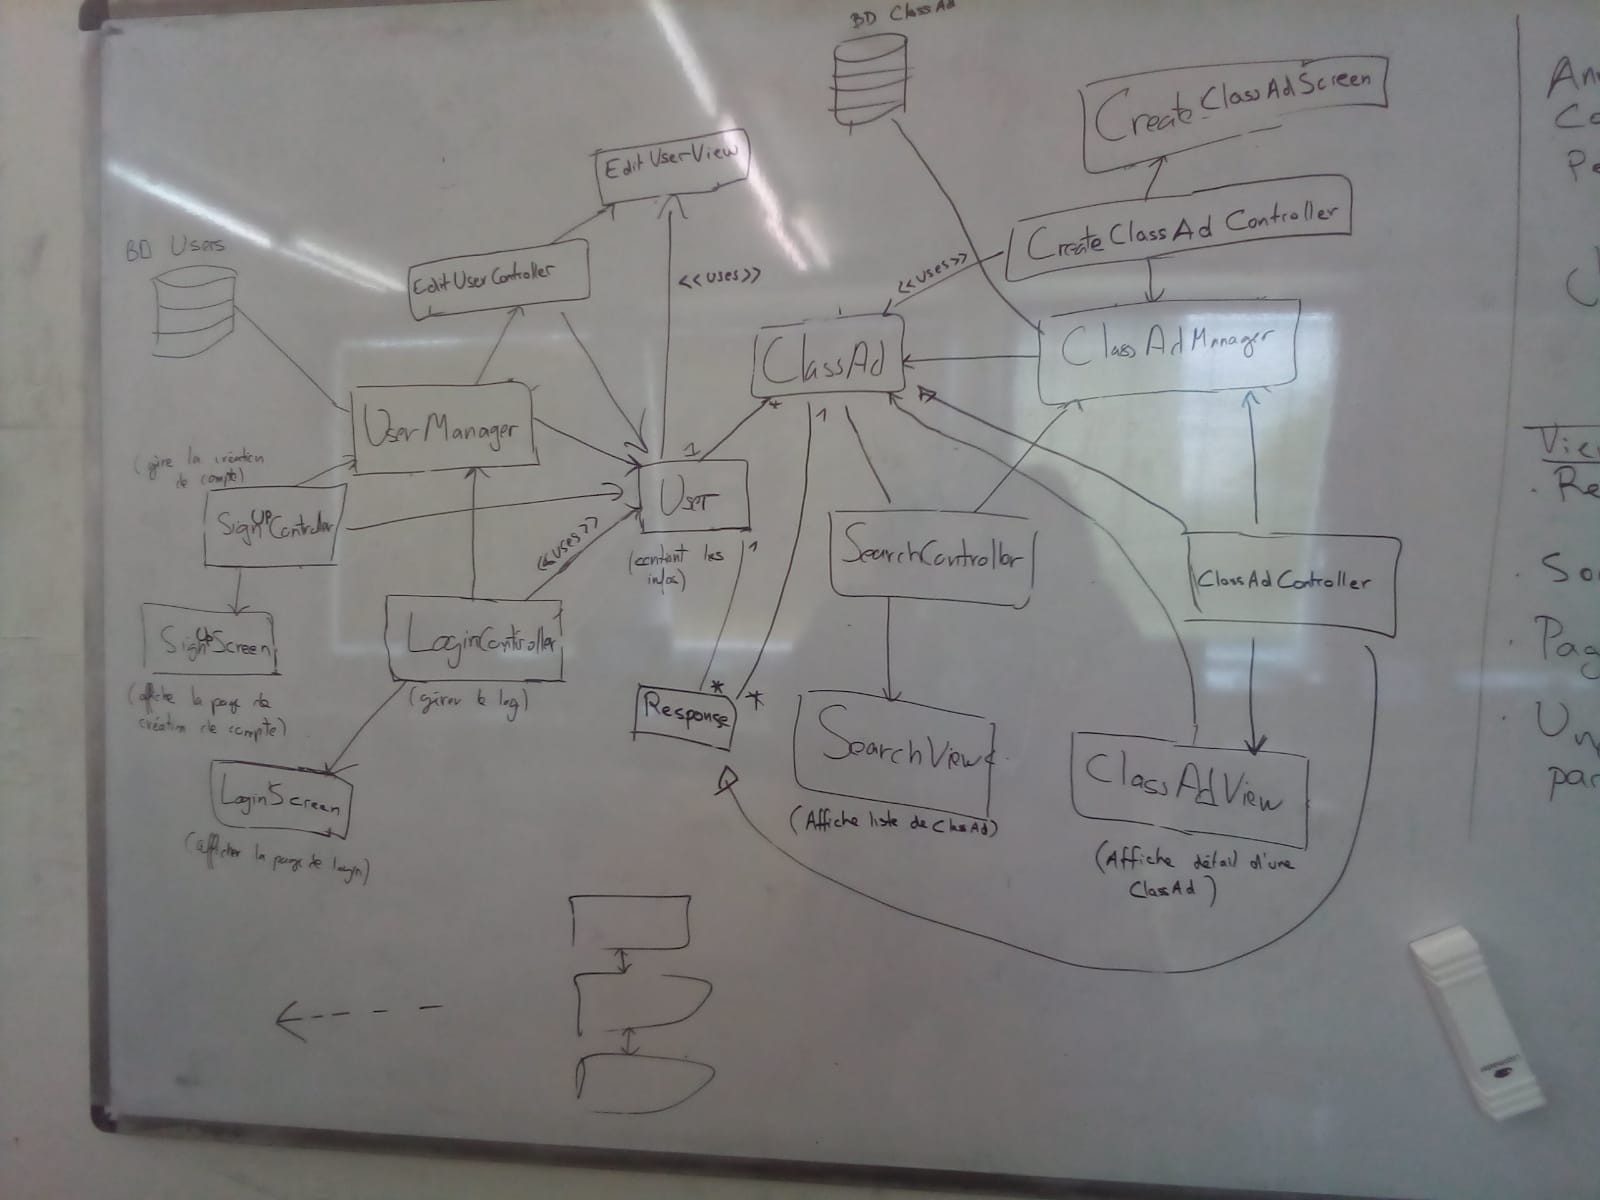 BD ClassAd
CreateClassAdScreen
EditUserView
CreateClassAd Controller
BD Users
EditUserController
<<uses>>
<<uses>>
ClassAd
ClassAdManager
*
1
UserManager
1
(gère la création
de compte)
User
SignUpController
<<uses>>
(contient les
infos)
1
SearchController
ClassAdController
SignUpScreen
LoginController
(affiche la page de
création de compte)
(gérer le log)
*
*
Response
SearchView
ClassAdView
LoginScreen
(Affiche liste de ClassAd)
(afficher la page de login)
(Affiche détail d'une
ClassAd)
An
Co
Pe
Vie
. Re
. So
. Pag
. Un
par